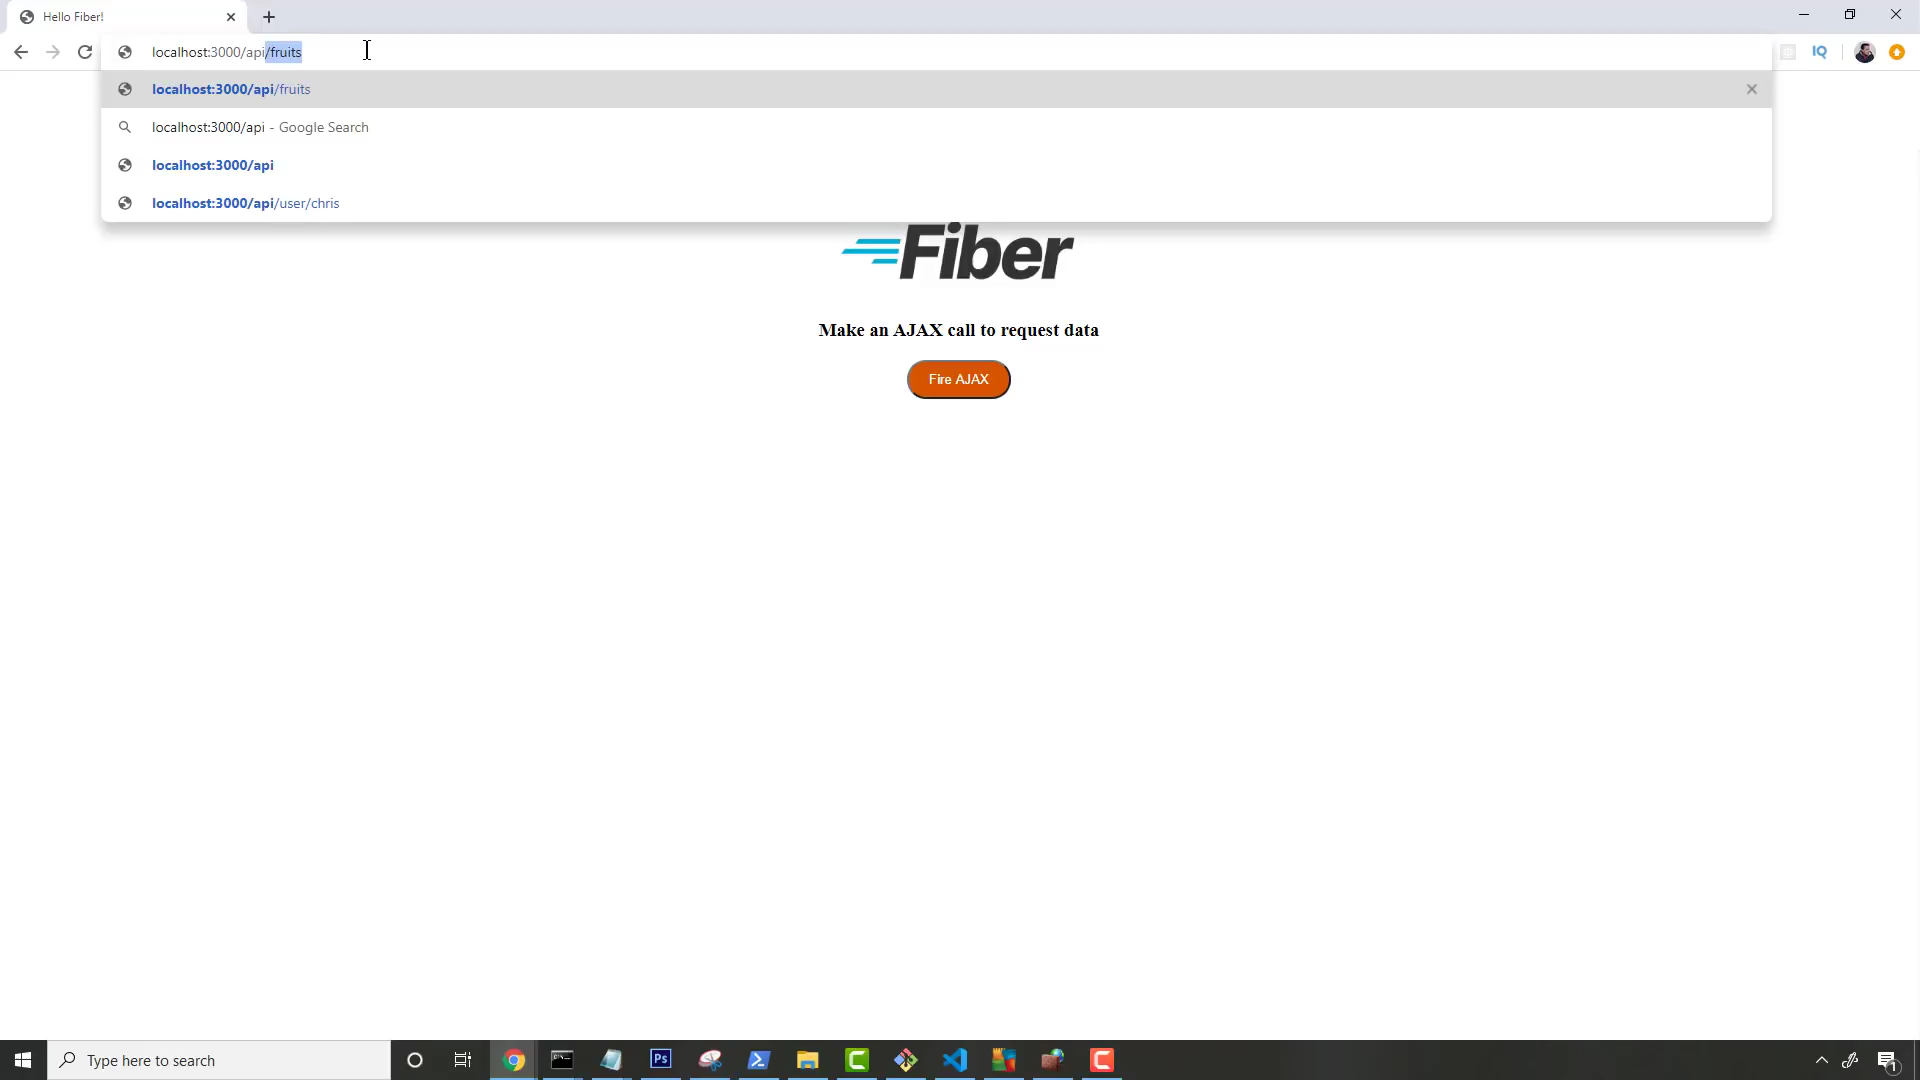 Hello Fiber!
localhost:3000/api/fruits
IQ
localhost:3000/api/fruits
localhost:3000/api - Google Search
localhost:3000/api
localhost:3000/api/user/chris
Fiber
Make an AJAX call to request data
Fire AJAX
Type here to search
Ps
1